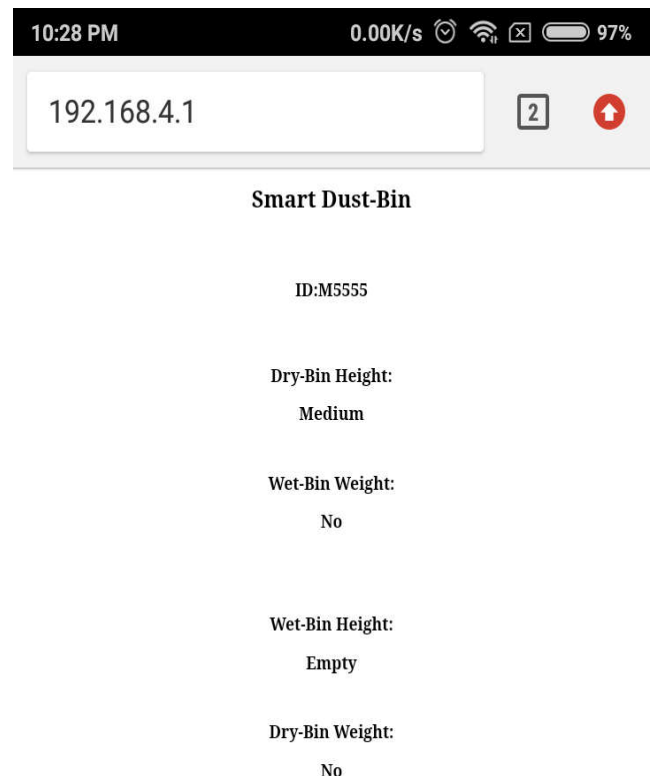 10:28 PM 0.00K/s 97%
192.168.4.1 2
Smart Dust-Bin
ID:M5555
Dry-Bin Height:
Medium
Wet-Bin Weight:
No
Wet-Bin Height:
Empty
Dry-Bin Weight:
No